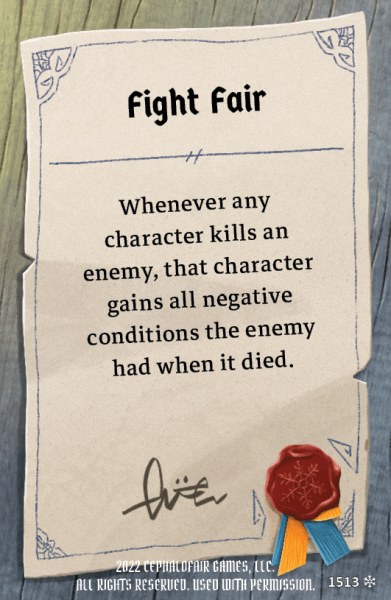 Fight Fair
Whenever any
character kills an
enemy, that character
gains all negative
conditions the enemy
had when it died.
2022 CEPHALOFAIR GAMES, LLC.
ALL RIGHTS RESERVED. USED WITH PERMISSION.
1513